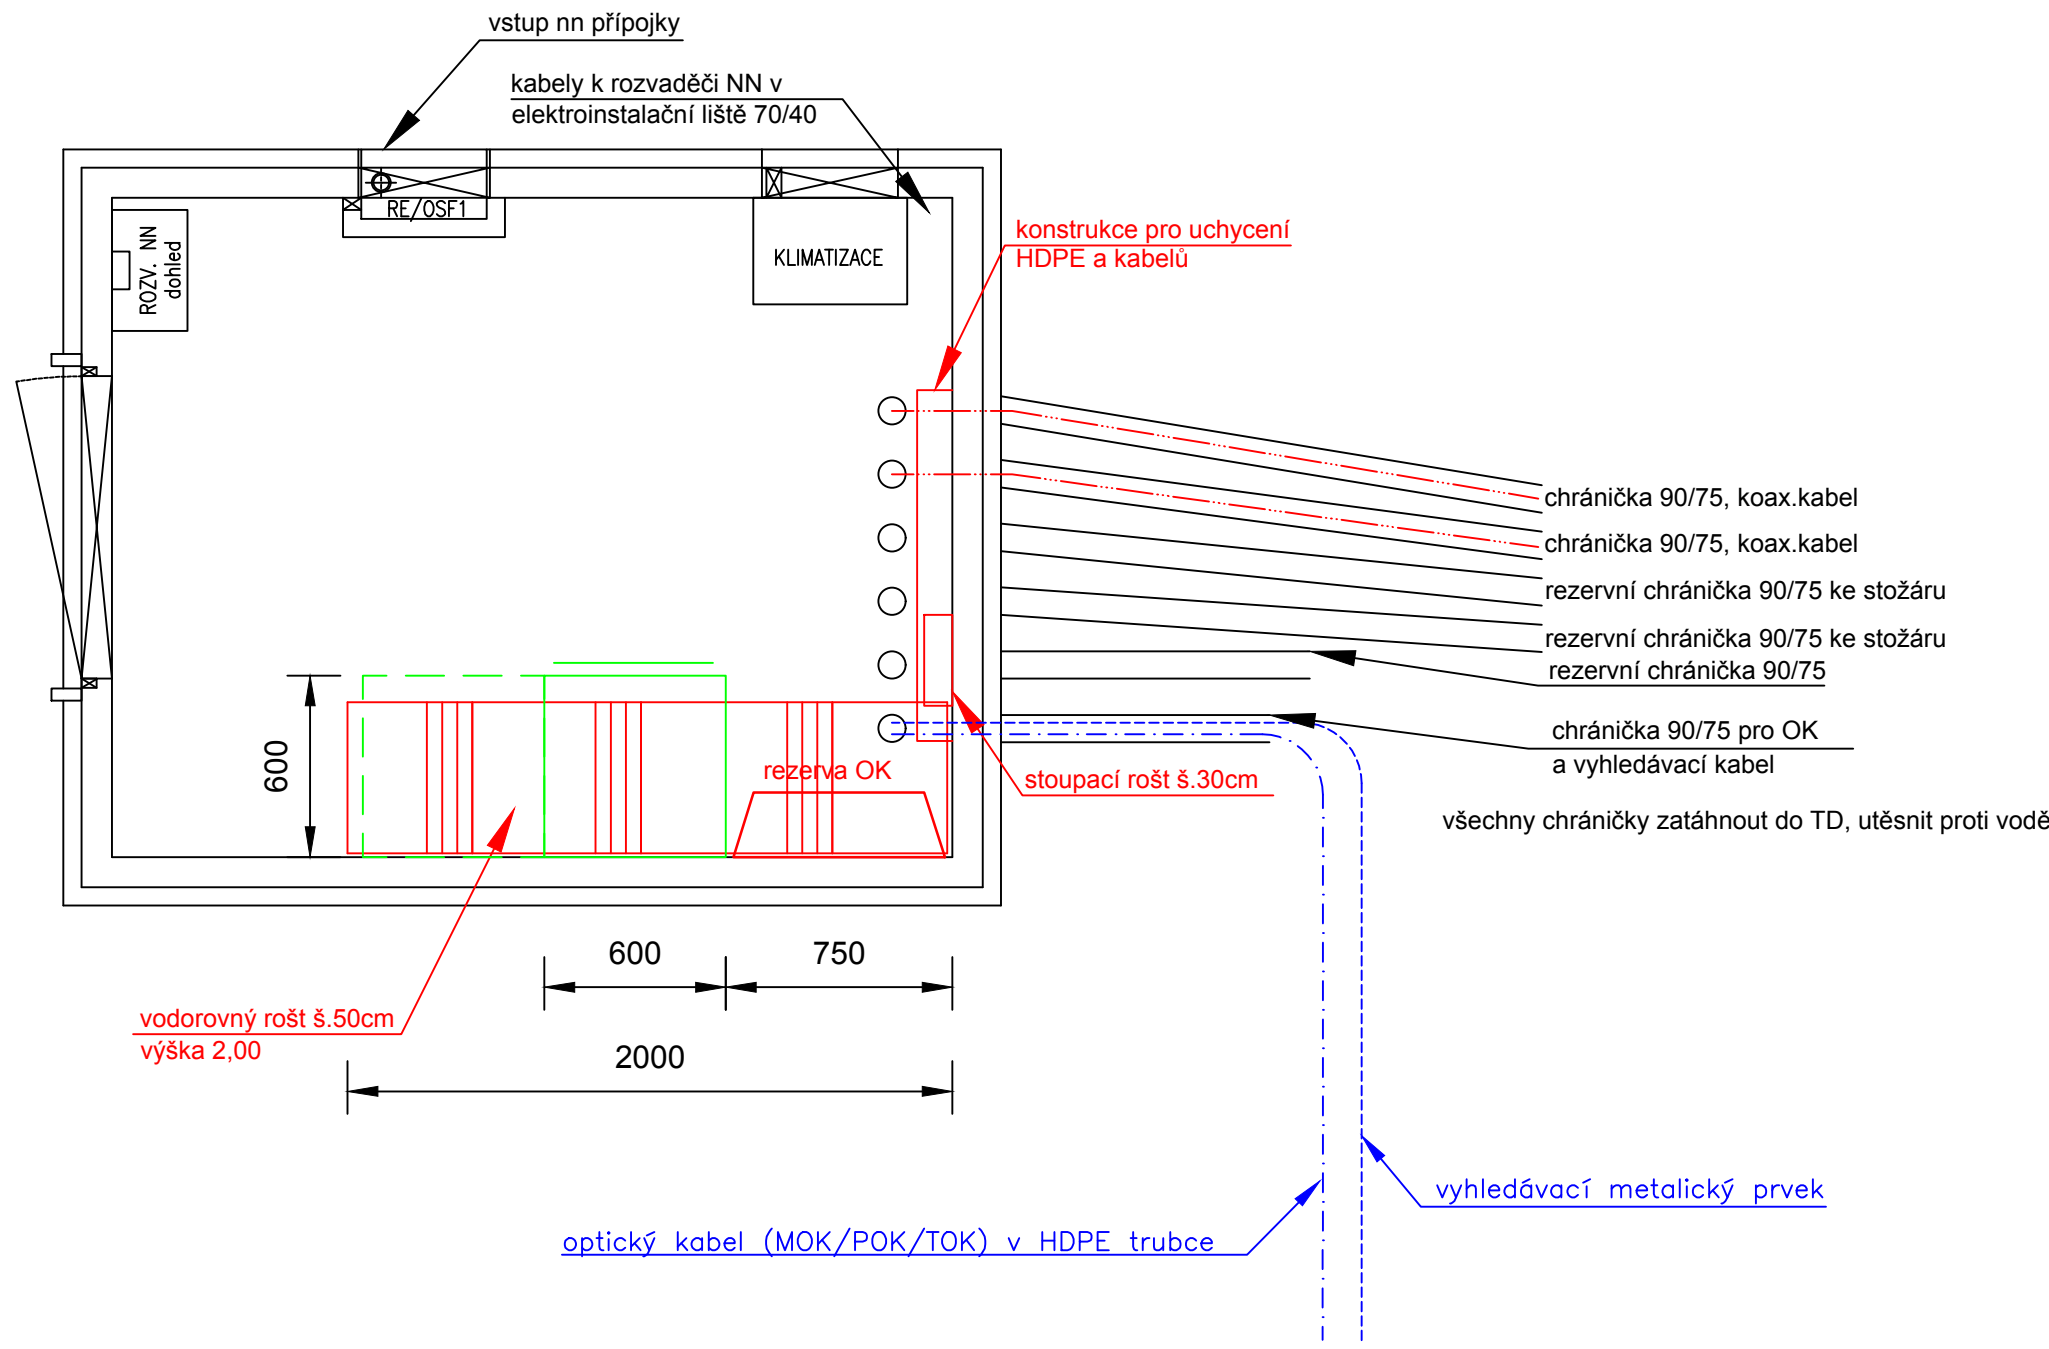 vstup nn přípojky
kabely k rozvaděči NN v
elektroinstalační liště 70/40
RE/OSF1
ROZV. NN
dohled
KLIMATIZACE
konstrukce pro uchycení
HDPE a kabelů
chránička 90/75, koax.kabel
chránička 90/75, koax.kabel
rezervní chránička 90/75 ke stožáru
rezervní chránička 90/75 ke stožáru
rezervní chránička 90/75
chránička 90/75 pro OK
a vyhledávací kabel
600
rezerva OK
stoupací rošt š.30cm
všechny chráničky zatáhnout do TD, utěsnit proti vodě
600
750
vodorovný rošt š.50cm
výška 2,00
2000
vyhledávací metalický prvek
optický kabel (MOK/POK/TOK) v HDPE trubce